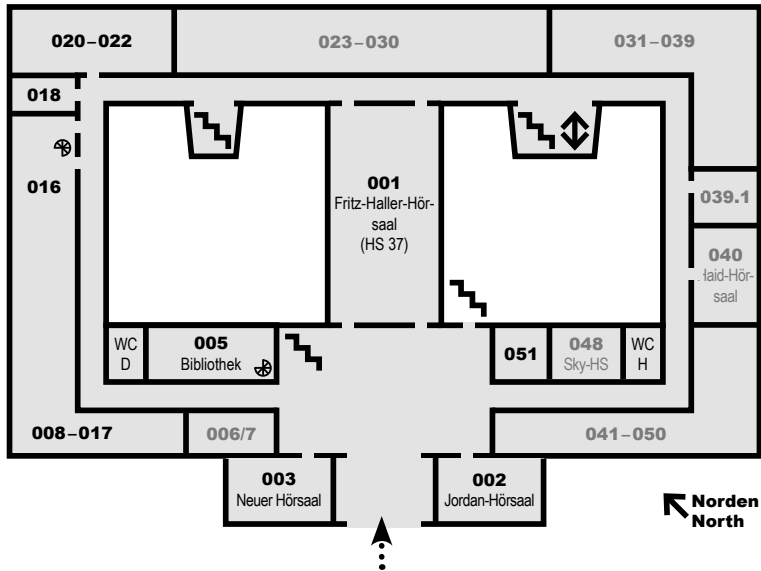 020–022
023–030
031–039
018
016
001
Fritz-Haller-Hör-
saal
(HS 37)
039.1
040
Haid-Hör-
saal
WC
D
005
Bibliothek
051
048
Sky-HS
WC
H
008–017
006/7
041–050
003
Neuer Hörsaal
002
Jordan-Hörsaal
Norden
North